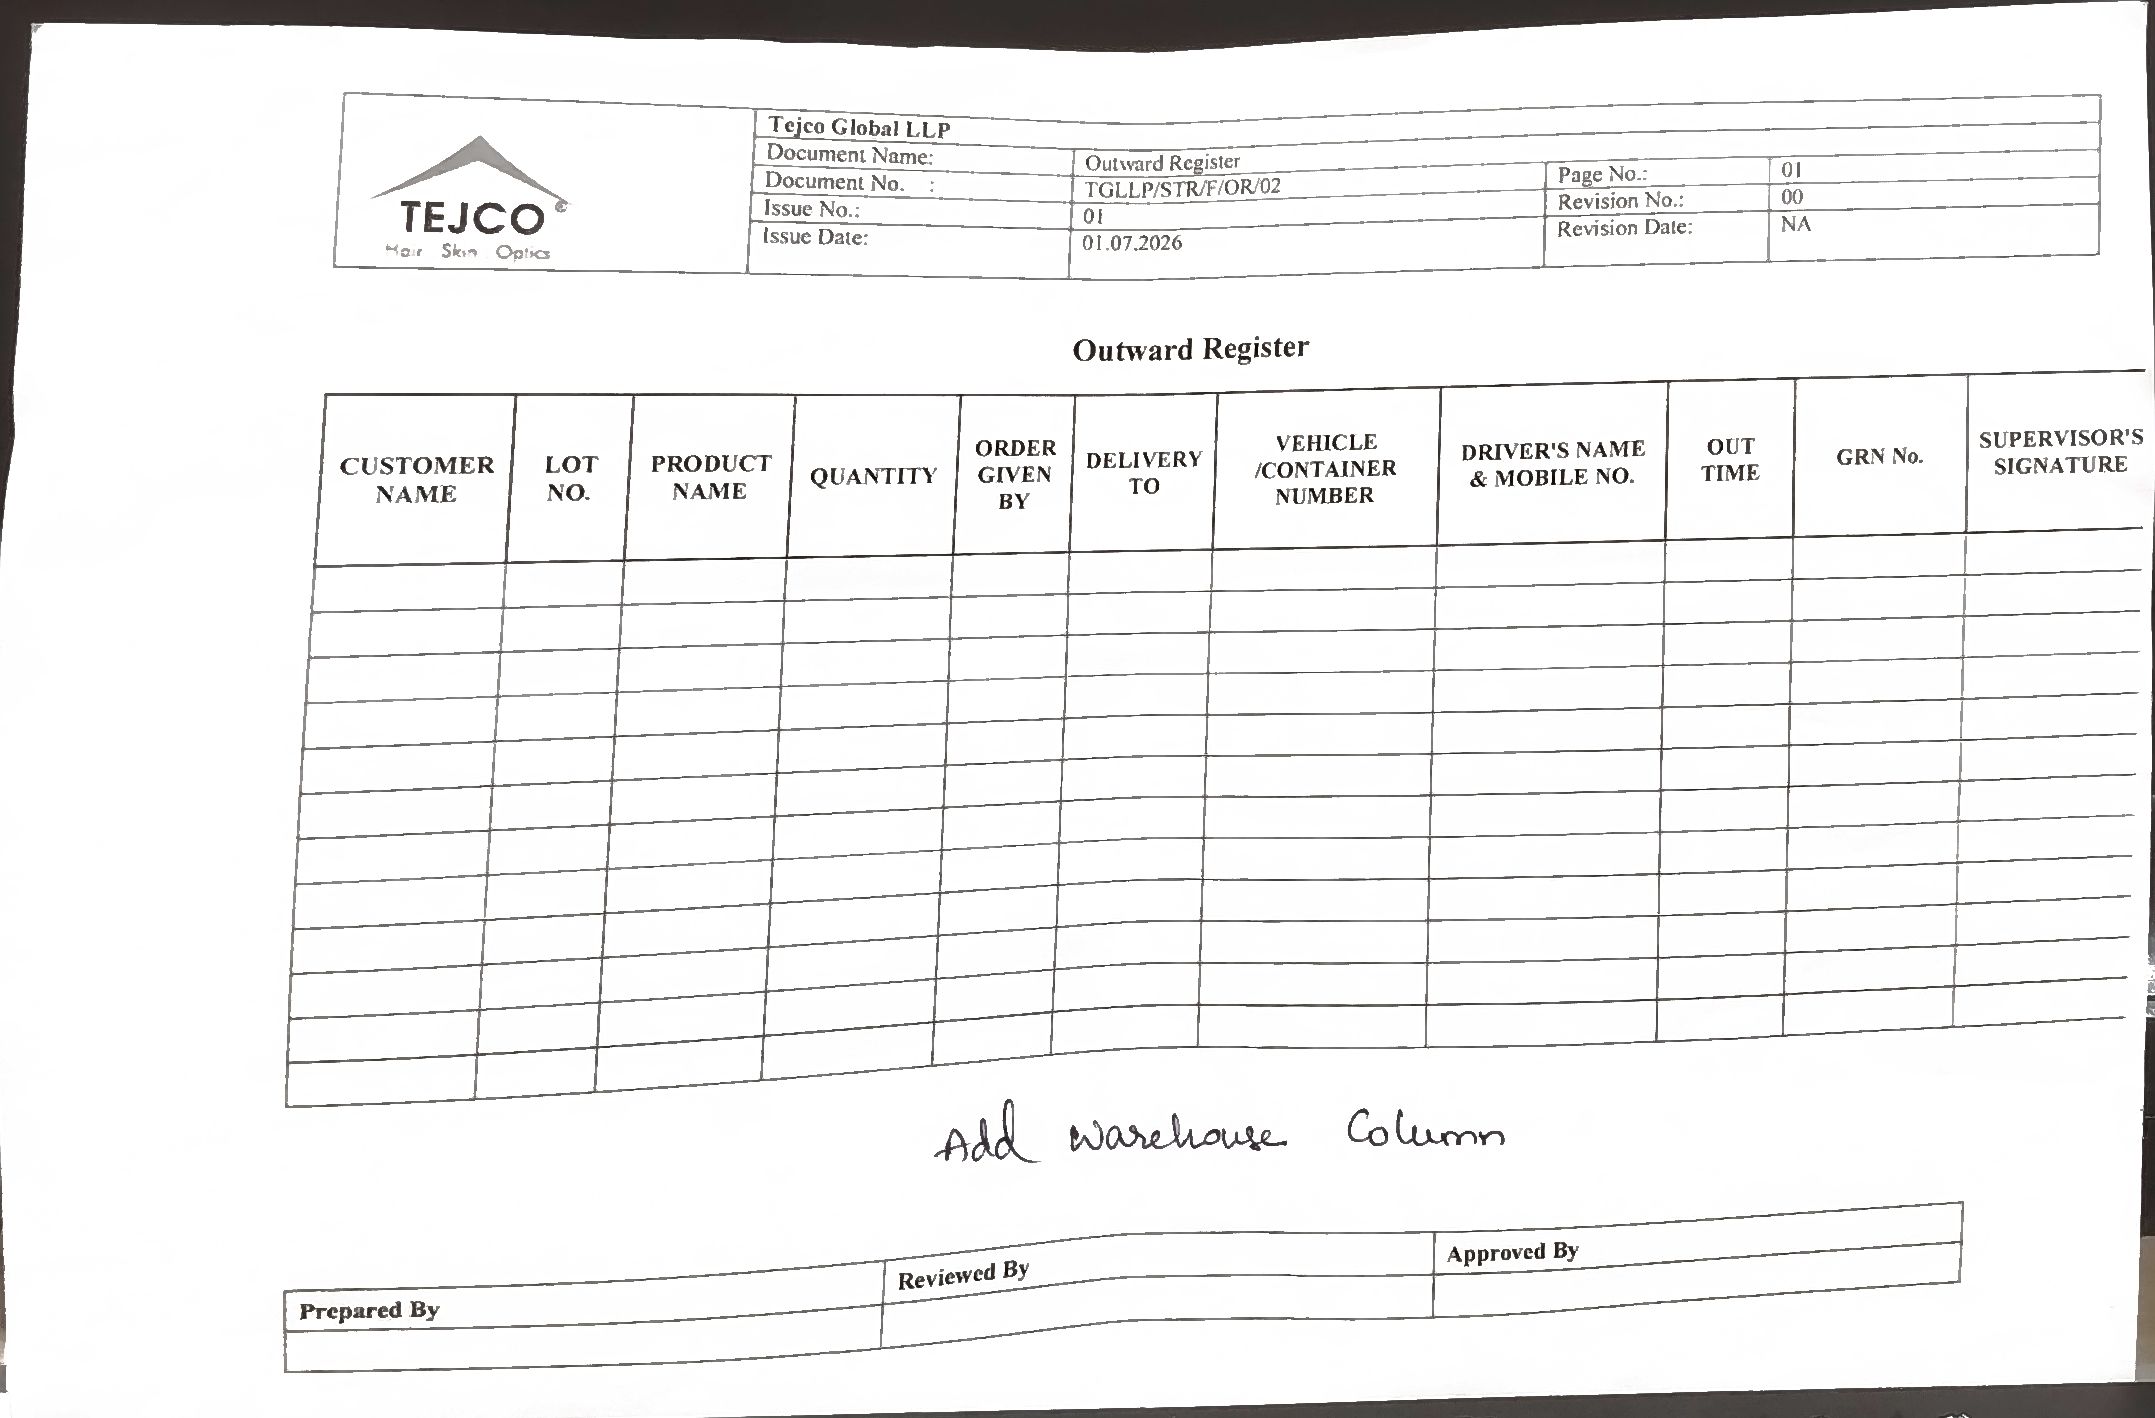 TEJCO
Hair Skin Optics
Tejco Global LLP
Document Name: Outward Register
Document No. : TGLLP/STR/F/OR/02 Page No.: 01
Issue No.: 01 Revision No.: 00
Issue Date: 01.07.2026 Revision Date: NA
Outward Register
CUSTOMER NAME
LOT NO.
PRODUCT NAME
QUANTITY
ORDER GIVEN BY
DELIVERY TO
VEHICLE /CONTAINER NUMBER
DRIVER'S NAME & MOBILE NO.
OUT TIME
GRN No.
SUPERVISOR'S SIGNATURE
Add warehouse Column
Prepared By
Reviewed By
Approved By